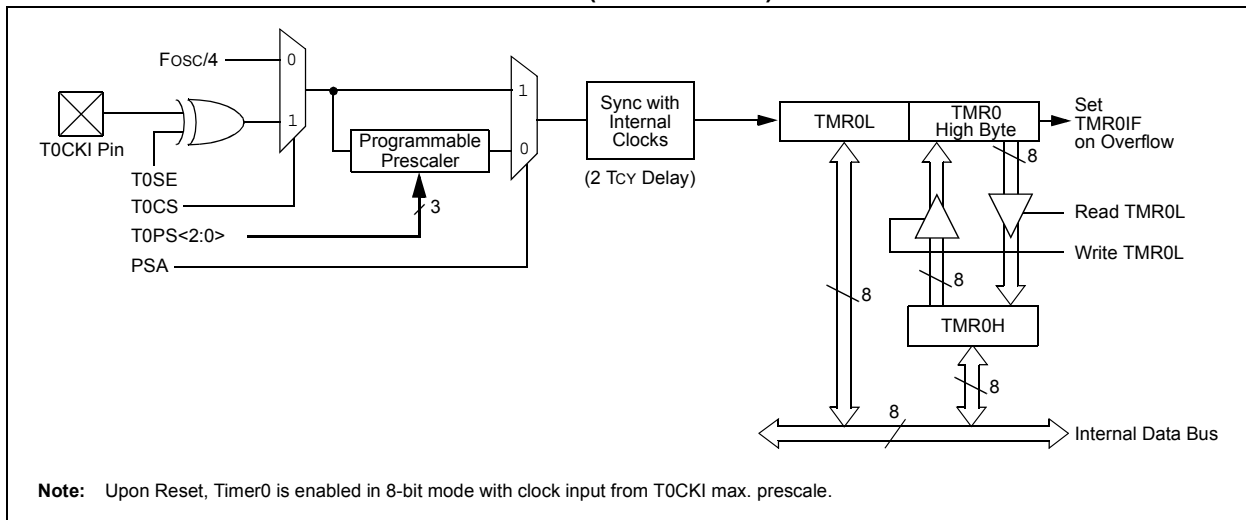 FOSC/4
0
1
T0CKI Pin
T0SE
T0CS
T0PS<2:0>
PSA
Programmable
Prescaler
3
1
0
Sync with
Internal
Clocks
(2 TCY Delay)
TMR0L
TMR0
High Byte
Set
TMR0IF
on Overflow
8
Read TMR0L
Write TMR0L
8
8
TMR0H
8
8
Internal Data Bus
Note: Upon Reset, Timer0 is enabled in 8-bit mode with clock input from T0CKI max. prescale.